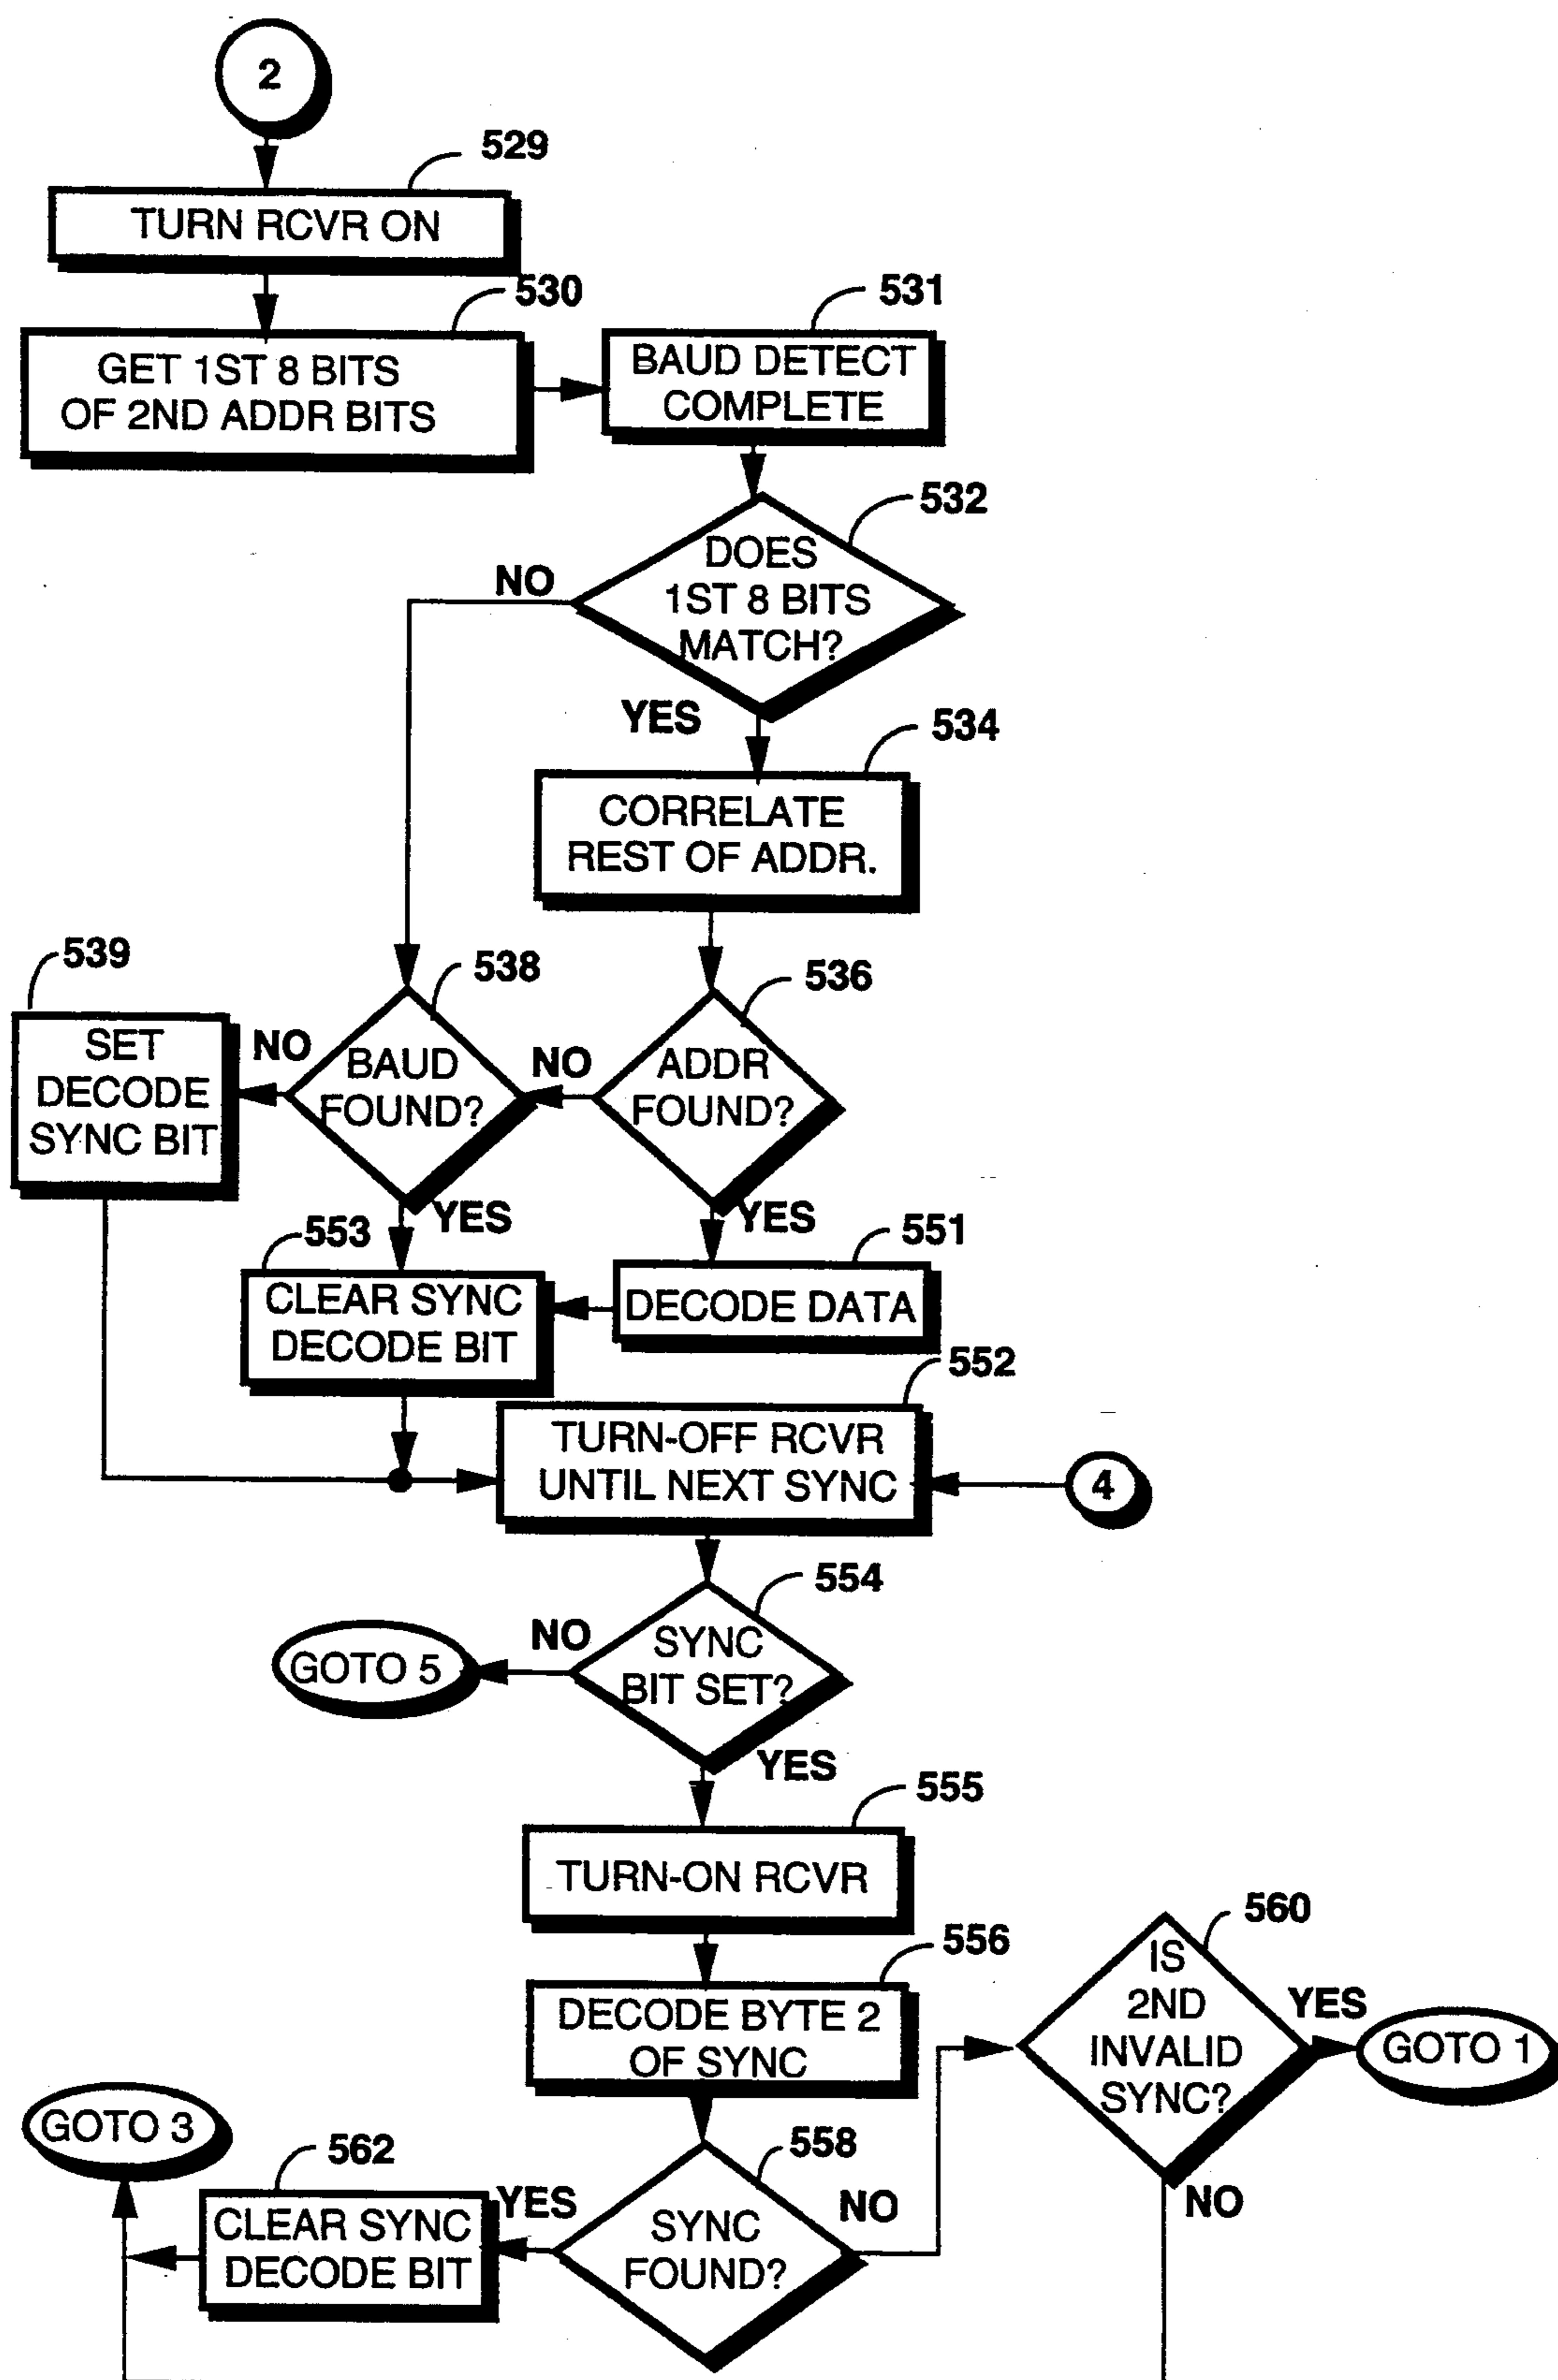 2
529
TURN RCVR ON
530
GET 1ST 8 BITS
OF 2ND ADDR BITS
531
BAUD DETECT
COMPLETE
532
DOES
1ST 8 BITS
MATCH?
NO
YES
534
CORRELATE
REST OF ADDR.
539
SET
DECODE
SYNC BIT
NO
538
BAUD
FOUND?
NO
536
ADDR
FOUND?
YES
YES
553
CLEAR SYNC
DECODE BIT
551
DECODE DATA
552
TURN-OFF RCVR
UNTIL NEXT SYNC
4
554
SYNC
BIT SET?
NO
GOTO 5
YES
555
TURN-ON RCVR
556
DECODE BYTE 2
OF SYNC
560
IS
2ND
INVALID
SYNC?
YES
GOTO 1
NO
GOTO 3
562
CLEAR SYNC
DECODE BIT
YES
558
SYNC
FOUND?
NO